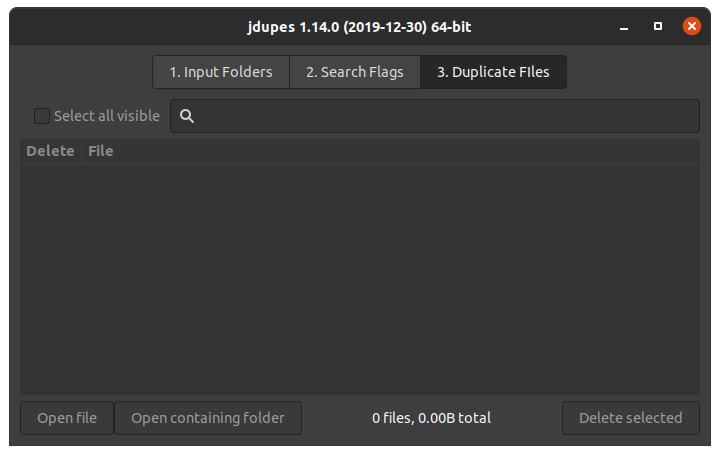 jdupes 1.14.0 (2019-12-30) 64-bit
1. Input Folders 2. Search Flags 3. Duplicate FIles
Select all visible
Delete File
Open file Open containing folder 0 files, 0.00B total Delete selected